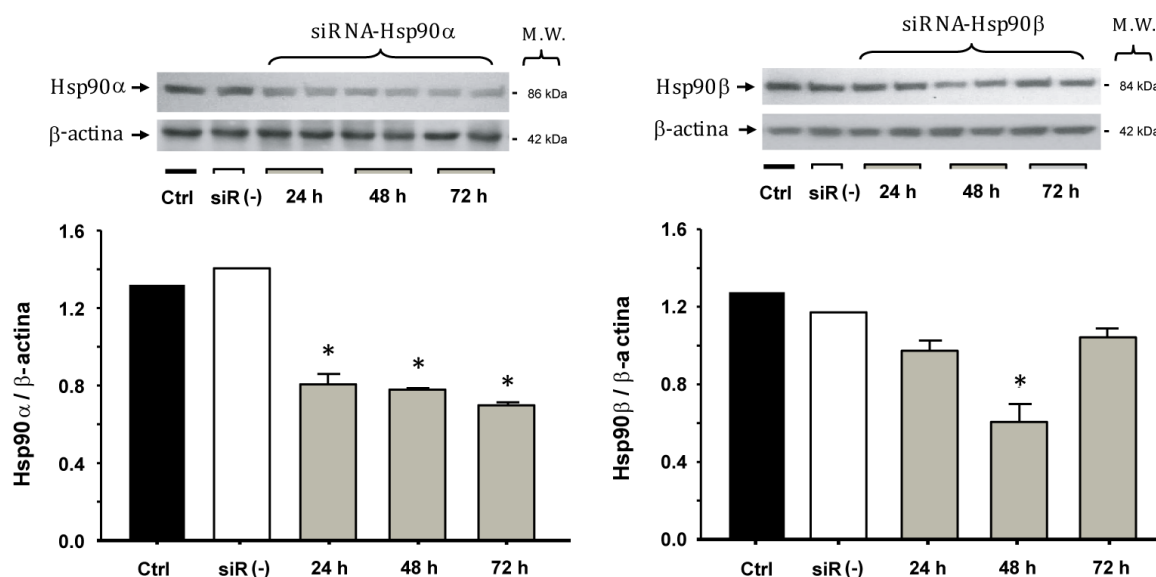 siRNA-Hsp90α
M.W.
Hsp90α
86 kDa
β-actina
42 kDa
Ctrl
siR (-)
24 h
48 h
72 h
Hsp90α / β-actina
1.6
1.2
0.8
0.4
0.0
*
*
*
Ctrl
siR (-)
24 h
48 h
72 h
siRNA-Hsp90β
M.W.
Hsp90β
84 kDa
β-actina
42 kDa
Ctrl
siR (-)
24 h
48 h
72 h
Hsp90β / β-a ctina
1.6
1.2
0.8
0.4
0.0
*
Ctrl
siR (-)
24 h
48 h
72 h